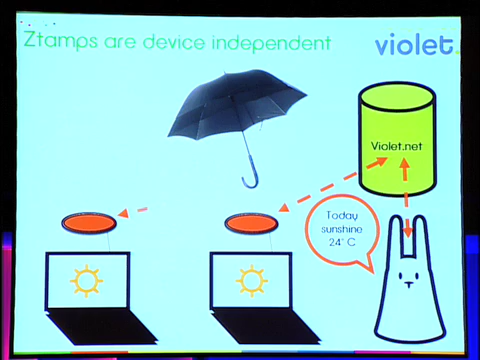 Ztamps are device independent
violet.
Violet.net
Today
sunshine
24° C